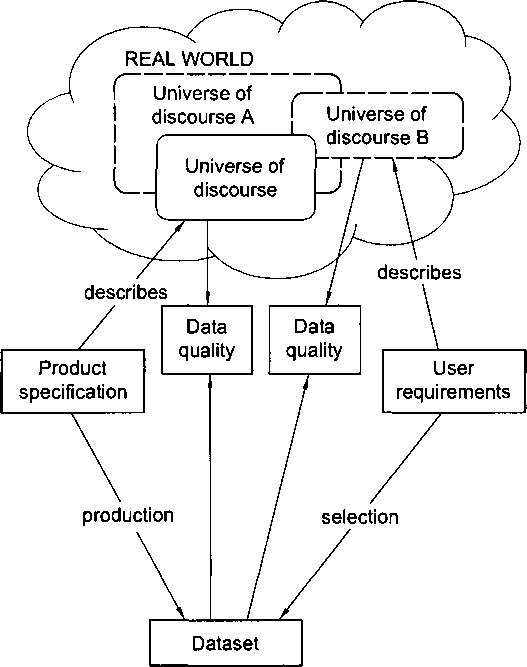 REAL WORLD
Universe of
discourse A
Universe of
discourse B
Universe of
discourse
describes
describes
Data
quality
Data
quality
Product
specification
User
requirements
production
selection
Dataset